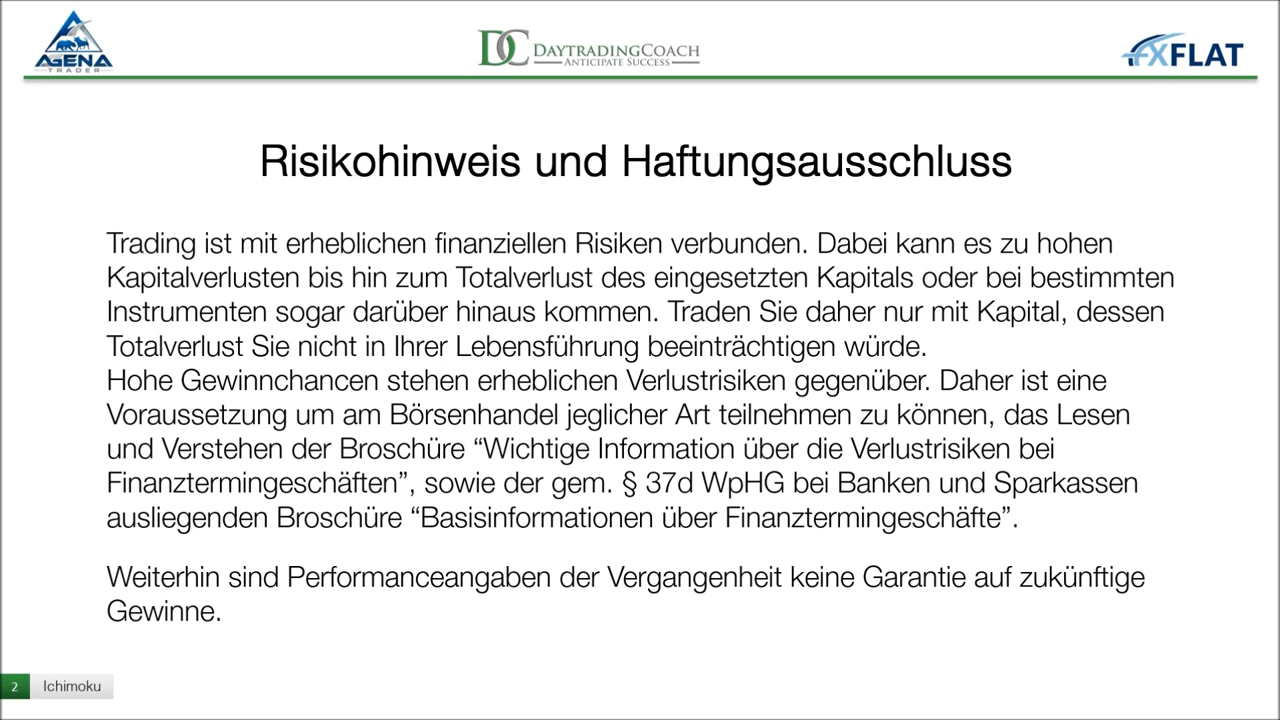 AGENA
TRADER
DC DAYTRADINGCOACH
ANTICIPATE SUCCESS
FXFLAT
Risikohinweis und Haftungsausschluss
Trading ist mit erheblichen finanziellen Risiken verbunden. Dabei kann es zu hohen
Kapitalverlusten bis hin zum Totalverlust des eingesetzten Kapitals oder bei bestimmten
Instrumenten sogar darüber hinaus kommen. Traden Sie daher nur mit Kapital, dessen
Totalverlust Sie nicht in Ihrer Lebensführung beeinträchtigen würde.
Hohe Gewinnchancen stehen erheblichen Verlustrisiken gegenüber. Daher ist eine
Voraussetzung um am Börsenhandel jeglicher Art teilnehmen zu können, das Lesen
und Verstehen der Broschüre “Wichtige Information über die Verlustrisiken bei
Finanztermingeschäften”, sowie der gem. § 37d WpHG bei Banken und Sparkassen
ausliegenden Broschüre “Basisinformationen über Finanztermingeschäfte”.
Weiterhin sind Performanceangaben der Vergangenheit keine Garantie auf zukünftige
Gewinne.
2 Ichimoku